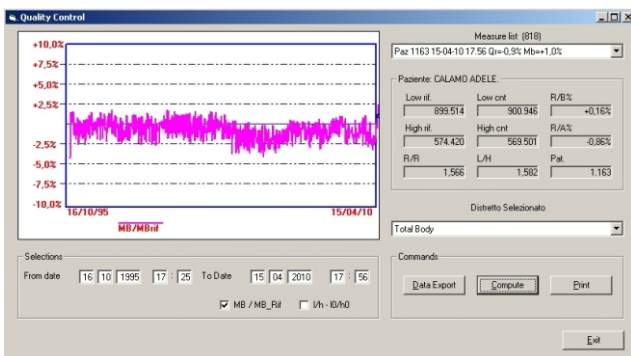 Quality Control
+10,0%
+7,5%
+5,0%
+2,5%
-2,5%
-5,0%
-7,5%
-10,0%
16/10/95 15/04/10
MB/MBrif
Measure list (818)
Paz 1163 15-04-10 17.56 Qr=-0,9% Mb=+1,0%
Paziente: CALAMO ADELE.
Low rif. Low cnt R/B%
899.514 900.946 +0,16%
High rif. High cnt R/A%
574.420 569.501 -0,86%
R/R L/H Pat.
1,566 1,582 1.163
Distretto Selezionato
Total Body
Selections
From date 16 10 1995 17 : 25 To Date 15 04 2010 17 : 56
MB / MB_Rif l/h - l0/h0
Commands
Data Export Compute Print
Exit